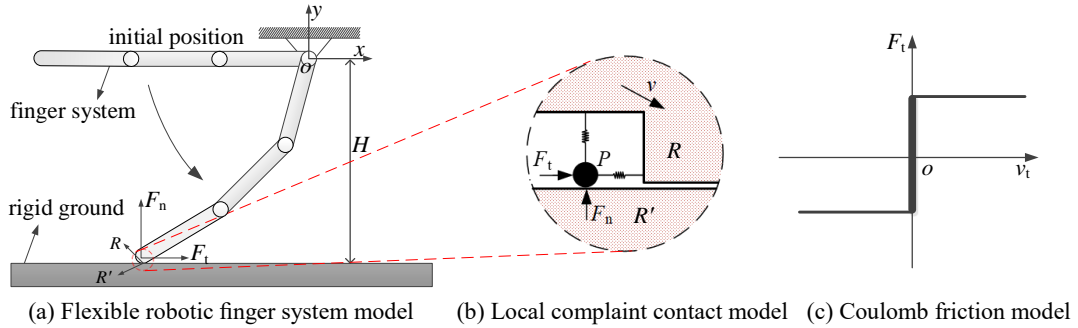 y
initial position
o
x
finger system
H
rigid ground
F_n
F_t
R
R'
v
R
P
F_t
F_n
R'
F_t
o
v_t
(a) Flexible robotic finger system model
(b) Local complaint contact model
(c) Coulomb friction model